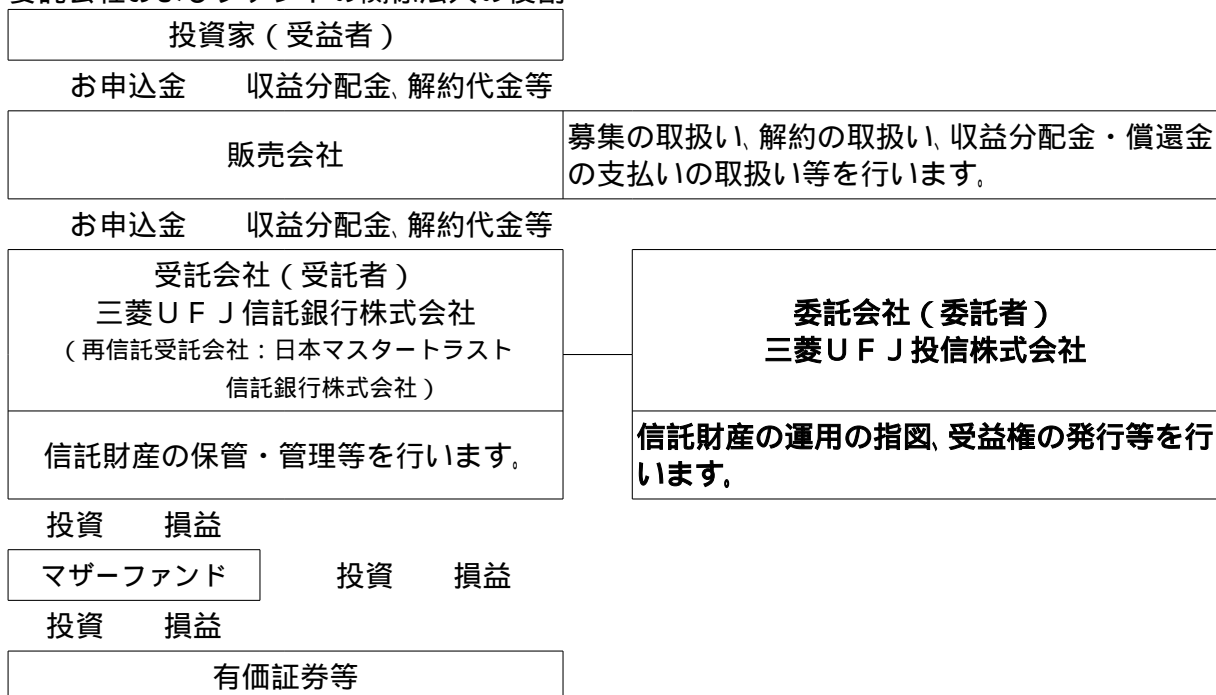 投資家（受益者）
お申込金　収益分配金、解約代金等
販売会社
募集の取扱い、解約の取扱い、収益分配金・償還金
の支払いの取扱い等を行います。
お申込金　収益分配金、解約代金等
受託会社（受託者）
三菱ＵＦＪ信託銀行株式会社
（再信託受託会社：日本マスタートラスト
信託銀行株式会社）
委託会社（委託者）
三菱ＵＦＪ投信株式会社
信託財産の保管・管理等を行います。
信託財産の運用の指図、受益権の発行等を行
います。
投資　損益
マザーファンド　投資　損益
投資　損益
有価証券等